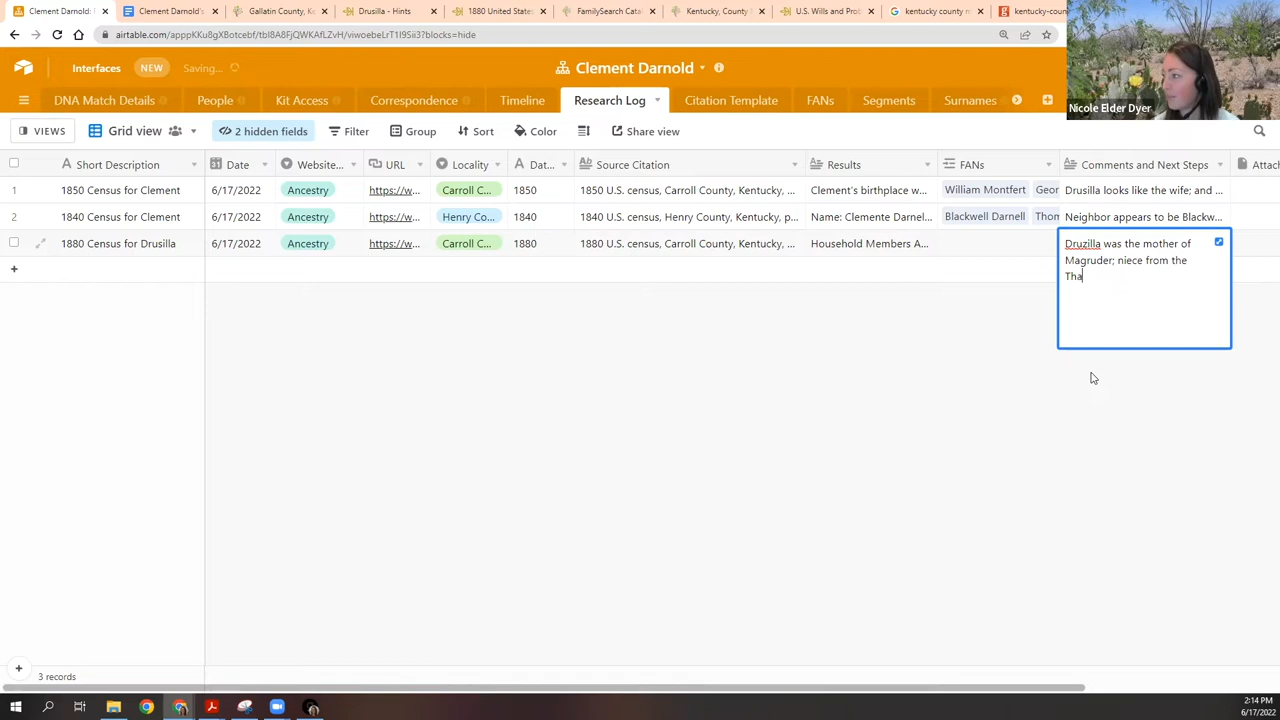 Clement Darnold:
Clement Darnold's
Gallatin County, K
Drusilla - Hints
1880 United States
FamilySearch Cata
Kentucky, County
U.S. Wills and Prob
kentucky county m
kentucky-coun
airtable.com/apppKKu8gXBotcebf/tbl8A8FjQWKAfLZvH/viwoebeLrT1I9Sii3?blocks=hide
Interfaces NEW Saving... Clement Darnold
Nicole Elder Dyer
DNA Match Details People Kit Access Correspondence Timeline Research Log Citation Template FANs Segments Surnames
VIEWS Grid view 2 hidden fields Filter Group Sort Color Share view
Short Description Date Website... URL Locality Dat... Source Citation Results FANs Comments and Next Steps Attac
1 1850 Census for Clement 6/17/2022 Ancestry https://w... Carroll C... 1850 1850 U.S. census, Carroll County, Kentucky, ... Clement's birthplace w... William Montfert Geor Drusilla looks like the wife; and ...
2 1840 Census for Clement 6/17/2022 Ancestry https://w... Henry Co... 1840 1840 U.S. census, Henry County, Kentucky, p... Name: Clemente Darnel... Blackwell Darnell Thom Neighbor appears to be Blackw...
1880 Census for Drusilla 6/17/2022 Ancestry https://w... Carroll C... 1880 1880 U.S. census, Carroll County, Kentucky, ... Household Members A... Druzilla was the mother of
Magruder; niece from the
Tha
3 records
2:14 PM
6/17/2022